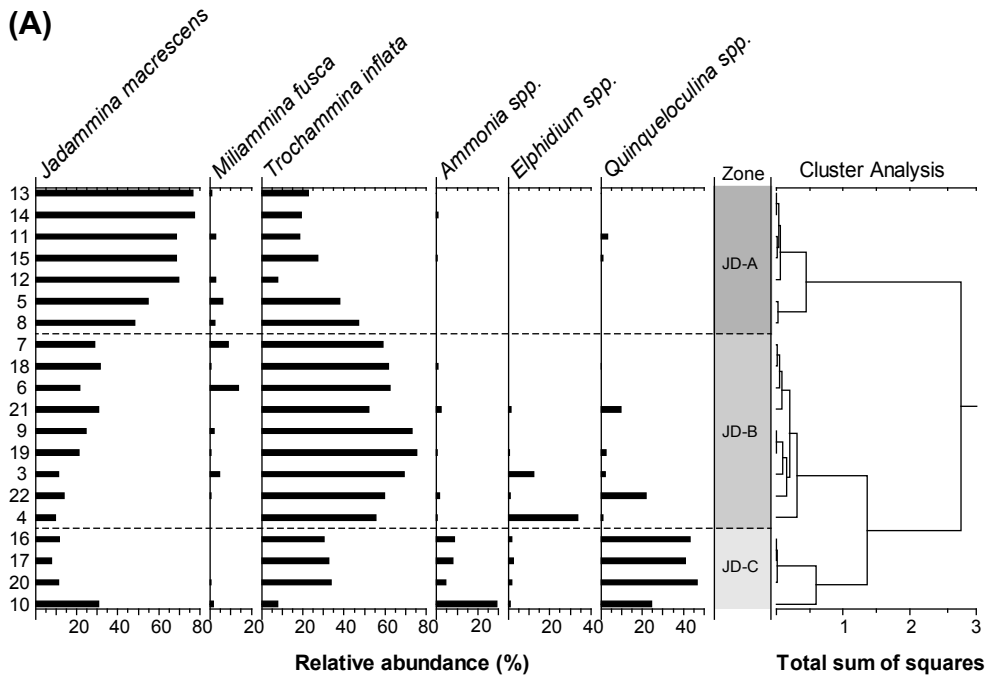 (A)
Jadammina macrescens
Miliammina fusca
Trochammina inflata
Ammonia spp.
Elphidium spp.
Quinqueloculina spp.
Zone
Cluster Analysis
13
14
11
15
12
5
8
7
18
6
21
9
19
3
22
4
16
17
20
10
JD-A
JD-B
JD-C
20 40 60 80 20 20 40 60 80 20 20 40 20 40 1 2 3
Relative abundance (%)
Total sum of squares